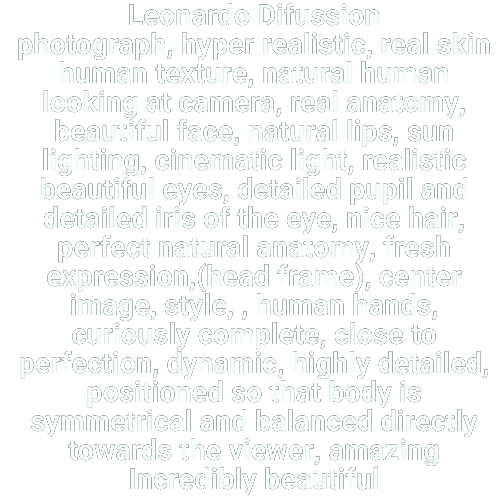 Leonardo Difussion
photograph, hyper realistic, real skin
human texture, natural human
looking at camera, real anatomy,
beautiful face, natural lips, sun
lighting, cinematic light, realistic
beautiful eyes, detailed pupil and
detailed iris of the eye, nice hair,
perfect natural anatomy, fresh
expression,(head frame), center
image, style, , human hands,
curiously complete, close to
perfection, dynamic, highly detailed,
positioned so that body is
symmetrical and balanced directly
towards the viewer, amazing
Incredibly beautiful